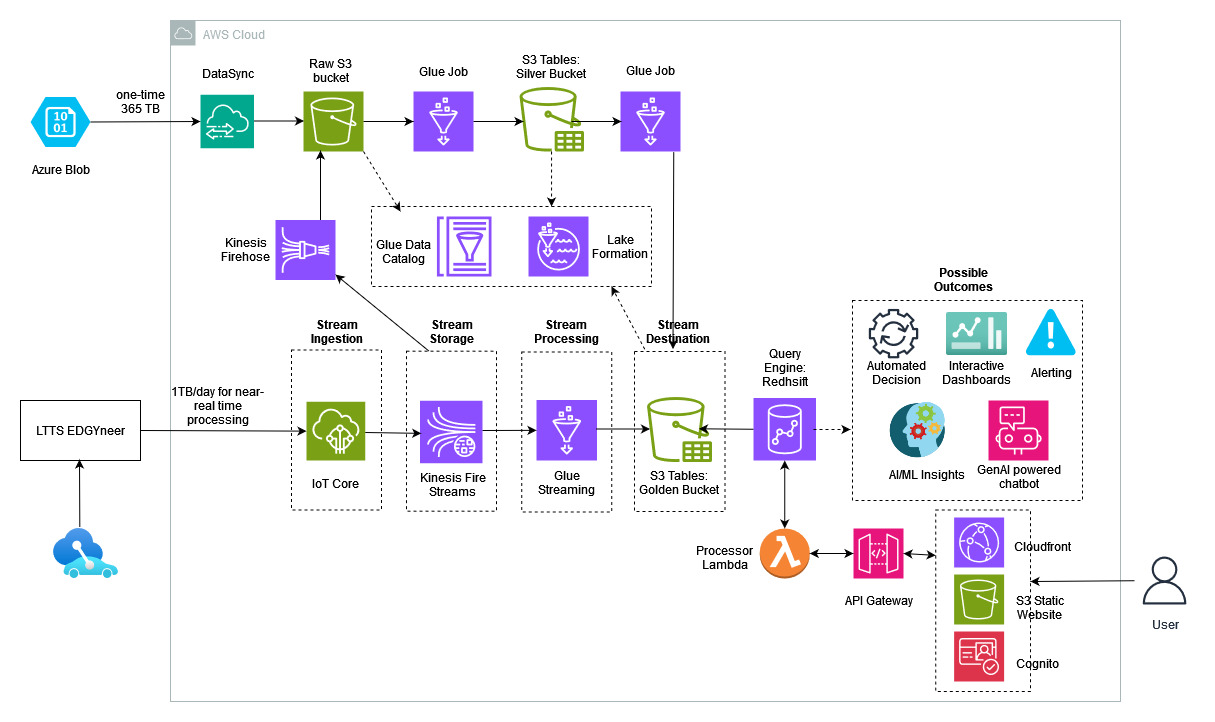 AWS Cloud
one-time
365 TB
Azure Blob
DataSync
Raw S3
bucket
Glue Job
S3 Tables:
Silver Bucket
Glue Job
10
01
Kinesis
Firehose
Glue Data
Catalog
Lake
Formation
Stream
Ingestion
Stream
Storage
Stream
Processing
Stream
Destination
Query
Engine:
Redhsift
Possible
Outcomes
Automated
Decision
Interactive
Dashboards
Alerting
AI/ML Insights
GenAI powered
chatbot
1TB/day for near-
real time
processing
LTTS EDGYneer
IoT Core
Kinesis Fire
Streams
Glue
Streaming
S3 Tables:
Golden Bucket
Processor
Lambda
API Gateway
Cloudfront
S3 Static
Website
Cognito
User